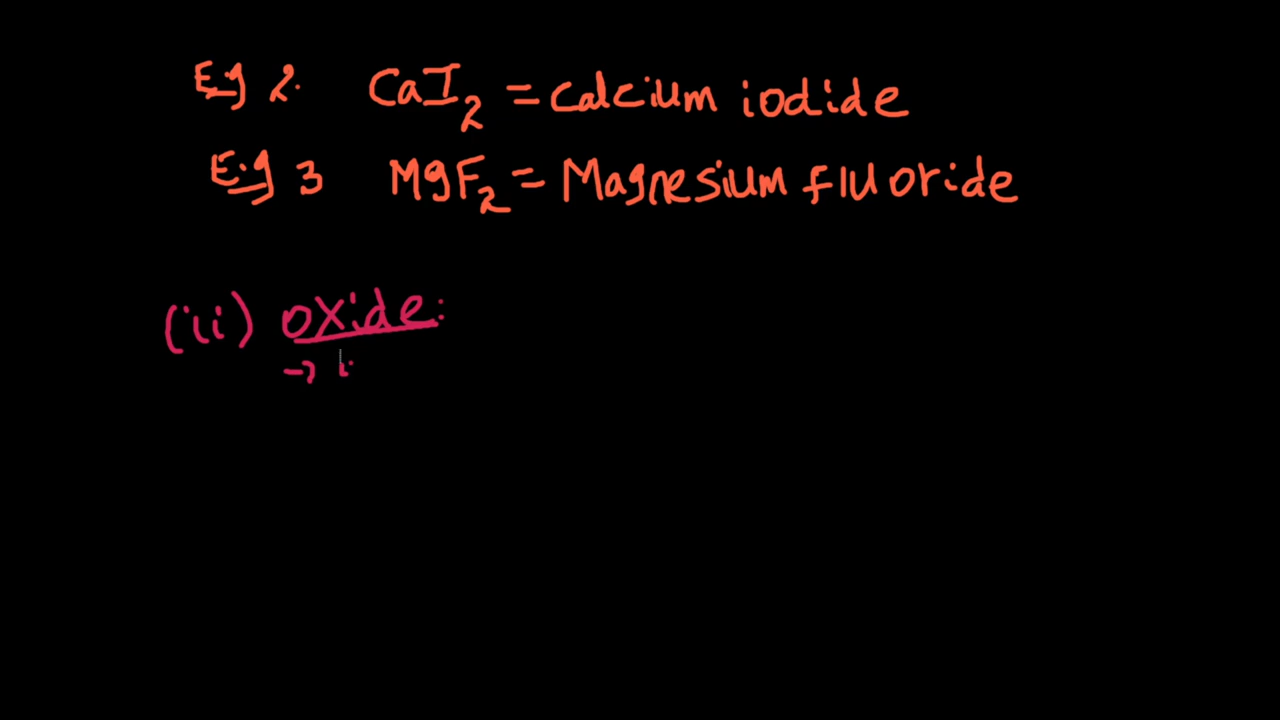 E.g 2. CaI₂ = calcium iodide
E.g 3 MgF₂ = Magnesium fluoride
(ii) oxide:
→